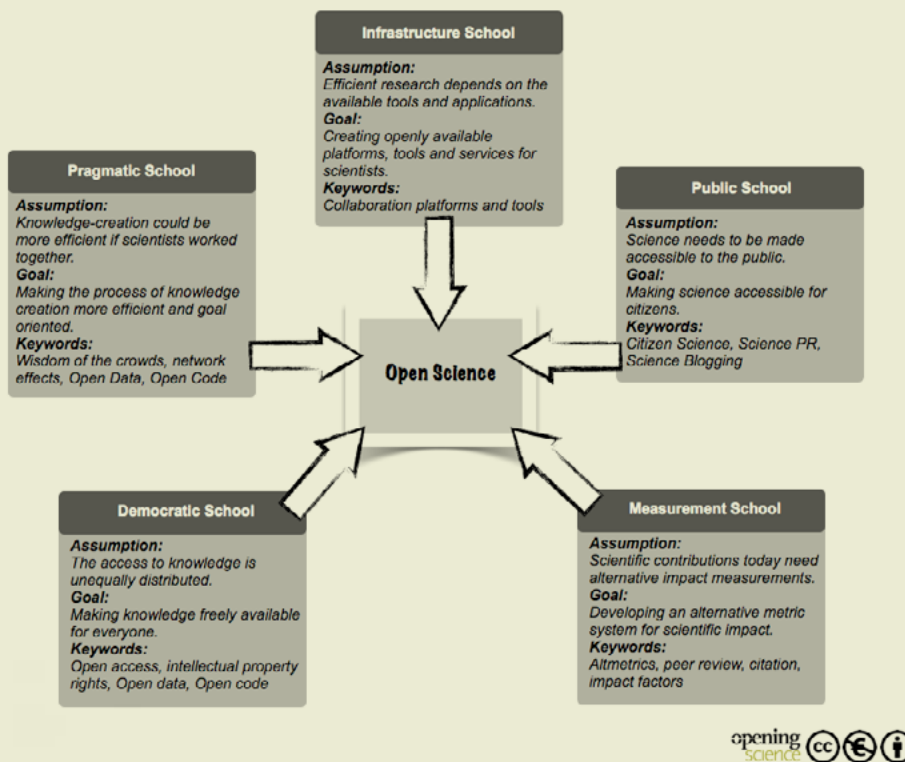 Infrastructure School
Assumption:
Efficient research depends on the
available tools and applications.
Goal:
Creating openly available
platforms, tools and services for
scientists.
Keywords:
Collaboration platforms and tools
Pragmatic School
Assumption:
Knowledge-creation could be
more efficient if scientists worked
together.
Goal:
Making the process of knowledge
creation more efficient and goal
oriented.
Keywords:
Wisdom of the crowds, network
effects, Open Data, Open Code
Public School
Assumption:
Science needs to be made
accessible to the public.
Goal:
Making science accessible for
citizens.
Keywords:
Citizen Science, Science PR,
Science Blogging
Open Science
Democratic School
Assumption:
The access to knowledge is
unequally distributed.
Goal:
Making knowledge freely available
for everyone.
Keywords:
Open access, intellectual property
rights, Open data, Open code
Measurement School
Assumption:
Scientific contributions today need
alternative impact measurements.
Goal:
Developing an alternative metric
system for scientific impact.
Keywords:
Altmetrics, peer review, citation,
impact factors
opening
science
cc